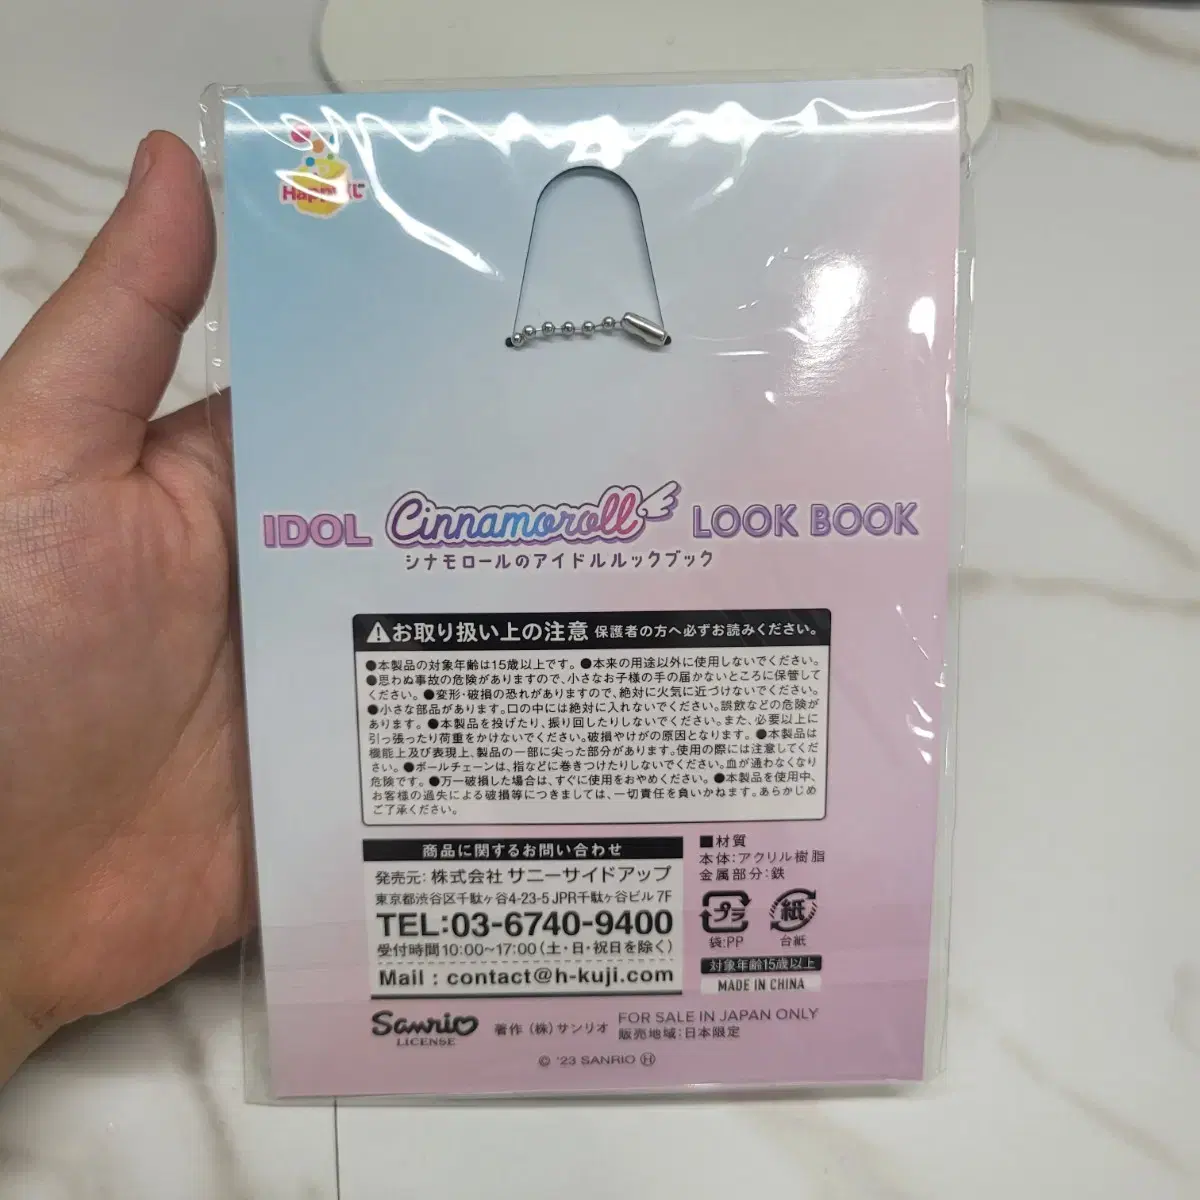 Happyくじ
IDOL Cinnamoroll LOOK BOOK
シナモロールのアイドルルックブック
お取り扱い上の注意 保護者の方へ必ずお読みください。
●本製品の対象年齢は15歳以上です。●本来の用途以外に使用しないでください。
●思わぬ事故の危険がありますので、小さなお子様の手の届かないところに保管して
ください。●変形・破損の恐れがありますので、絶対に火気に近づけないでください。
●小さな部品があります。口の中には絶対に入れないでください。誤飲などの危険が
あります。●本製品を投げたり、振り回したりしないでください。また、必要以上に
引っ張ったり荷重をかけないでください。破損やけがの原因となります。●本製品は
機能上及び表現上、製品の一部に尖った部分があります。使用の際には注意してくだ
さい。●ボールチェーンは、指などに巻きつけたりしないでください。血が通わなくなり
危険です。●万一破損した場合は、すぐに使用をおやめください。●本製品を使用中、
お客様の過失による破損等につきましては、一切責任を負いかねます。あらかじめ
ご了承ください。
商品に関するお問い合わせ
発売元:株式会社 サニーサイドアップ
東京都渋谷区千駄ヶ谷4-23-5 JPR千駄ヶ谷ビル 7F
TEL:03-6740-9400
受付時間10:00~17:00(土・日・祝日を除く)
Mail : contact@h-kuji.com
■材質
本体:アクリル樹脂
金属部分:鉄
プラ
袋:PP
紙
台紙
対象年齢15歳以上
MADE IN CHINA
Sanrio
LICENSE
著作 (株)サンリオ
FOR SALE IN JAPAN ONLY
販売地域:日本限定
© '23 SANRIO Ⓗ